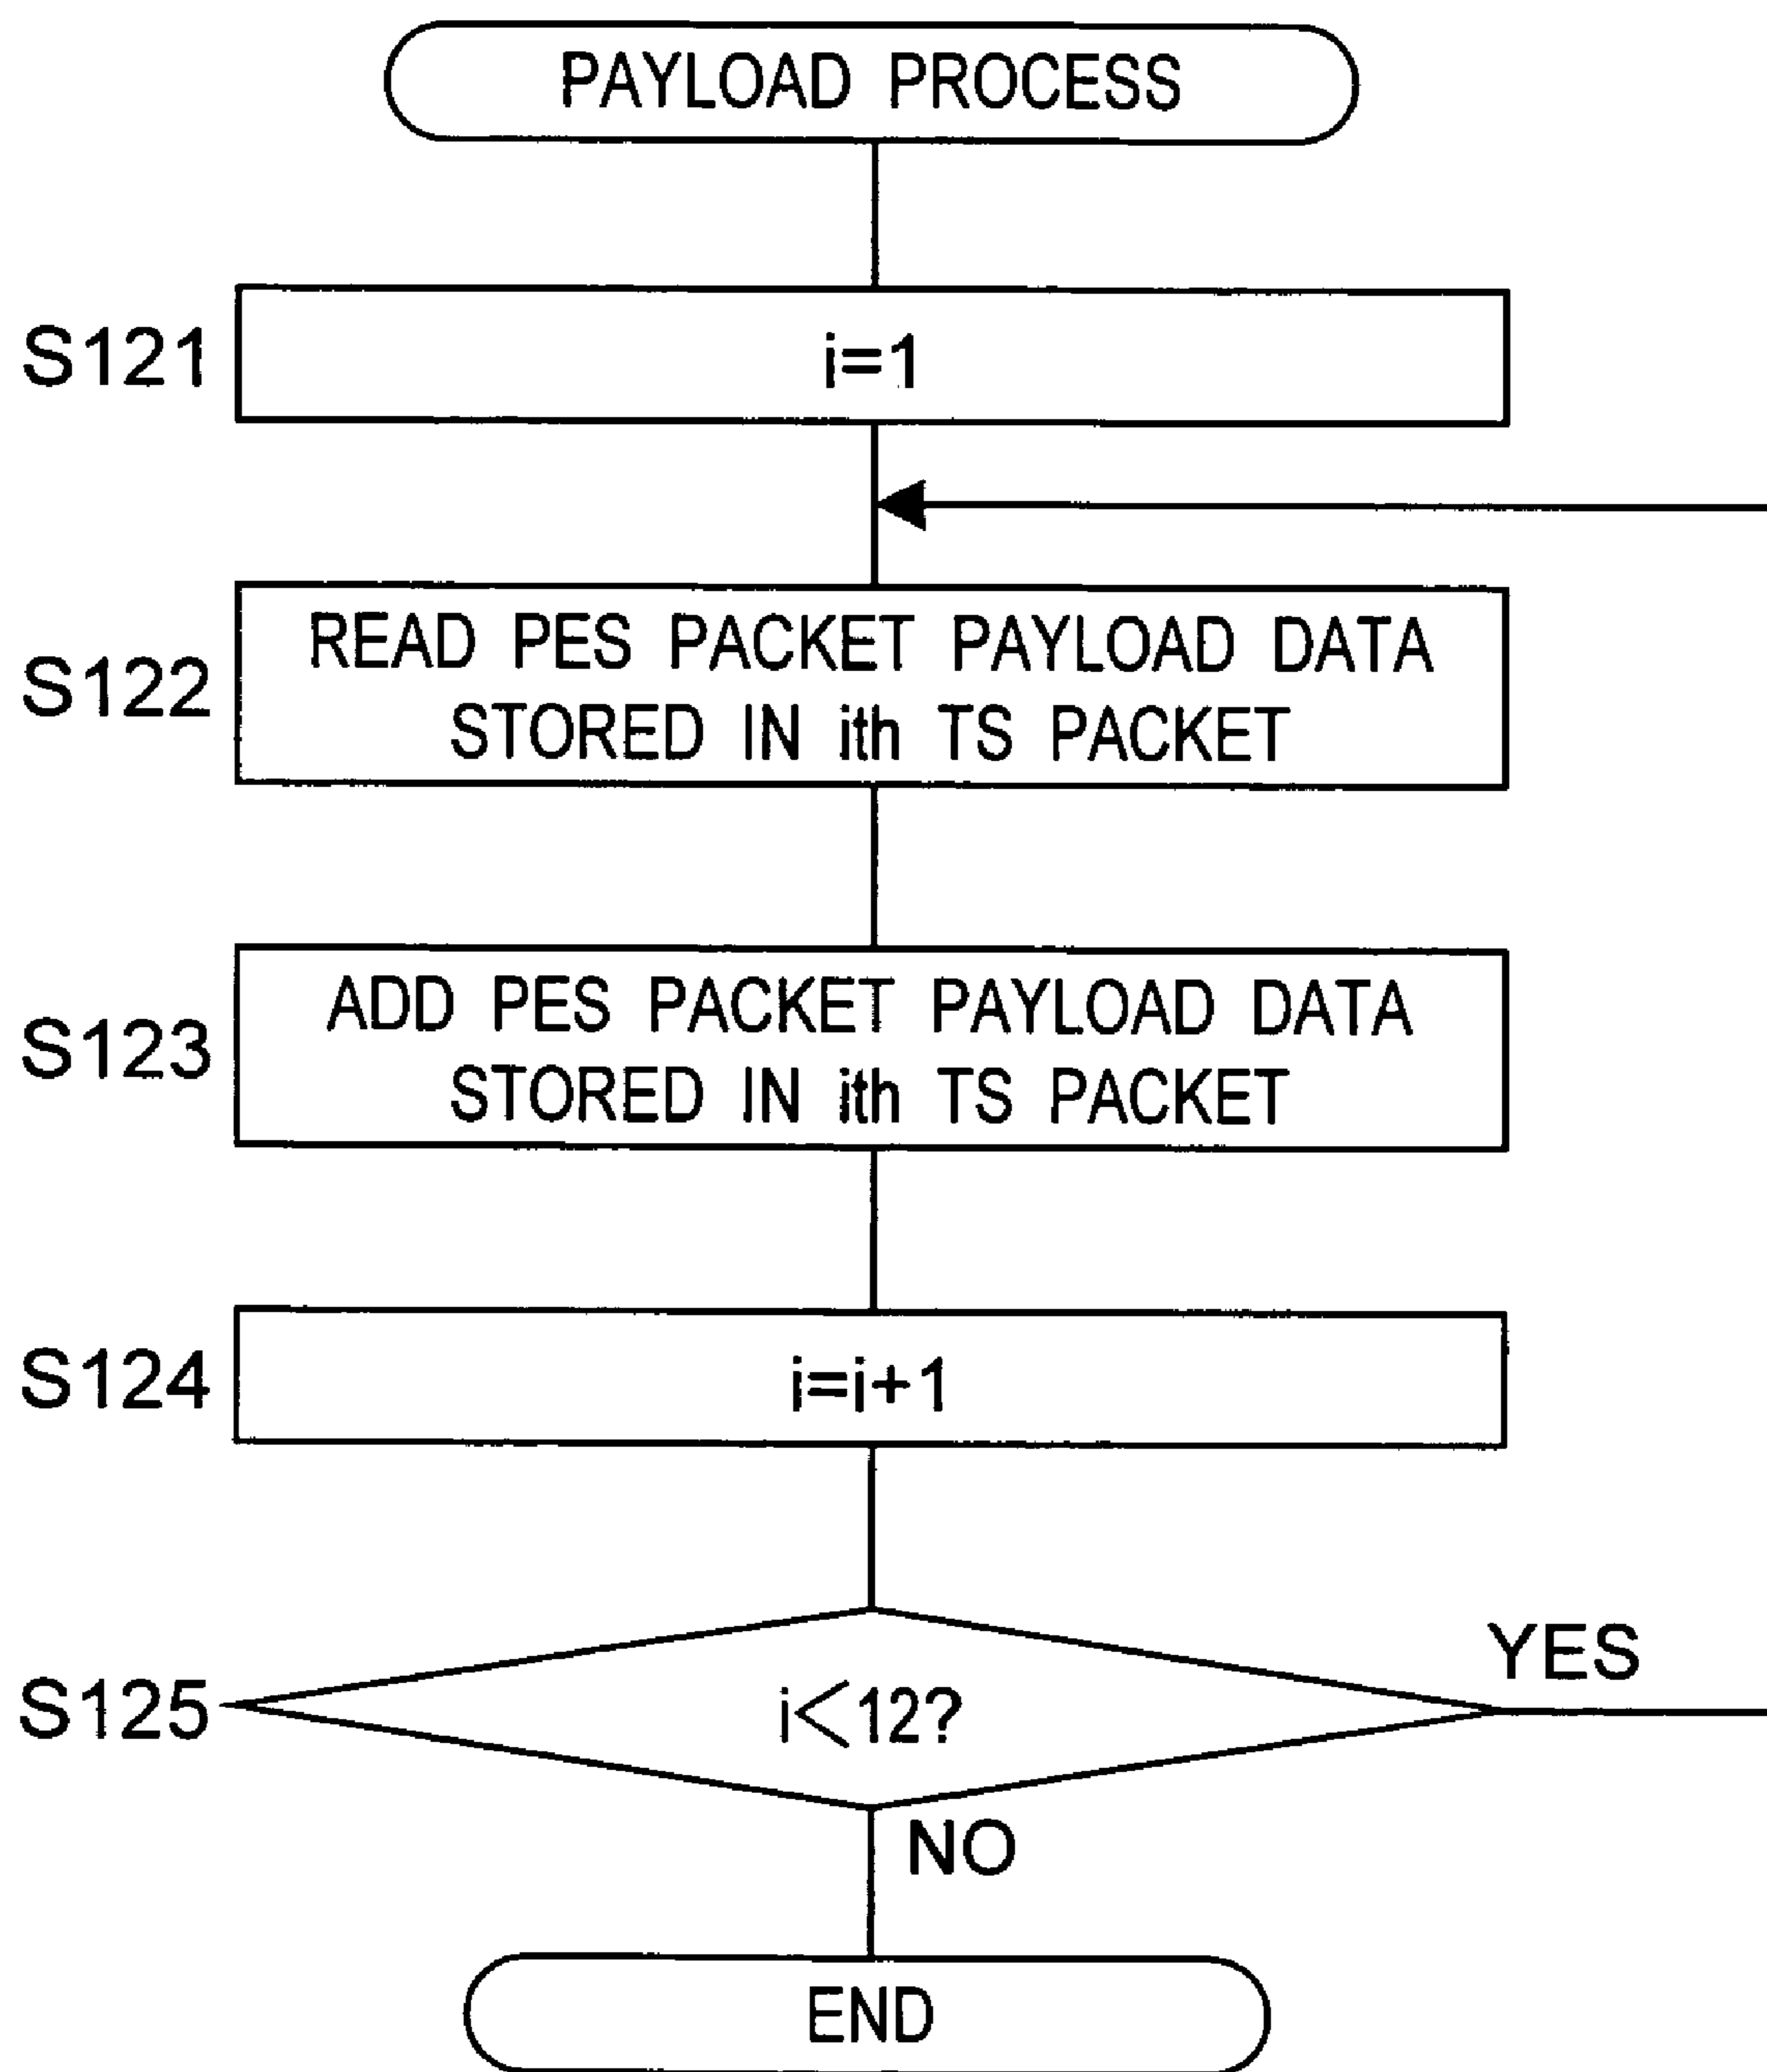 PAYLOAD PROCESS
S121
i=1
S122
READ PES PACKET PAYLOAD DATA
STORED IN ith TS PACKET
S123
ADD PES PACKET PAYLOAD DATA
STORED IN ith TS PACKET
S124
i=i+1
S125
i<12?
YES
NO
END